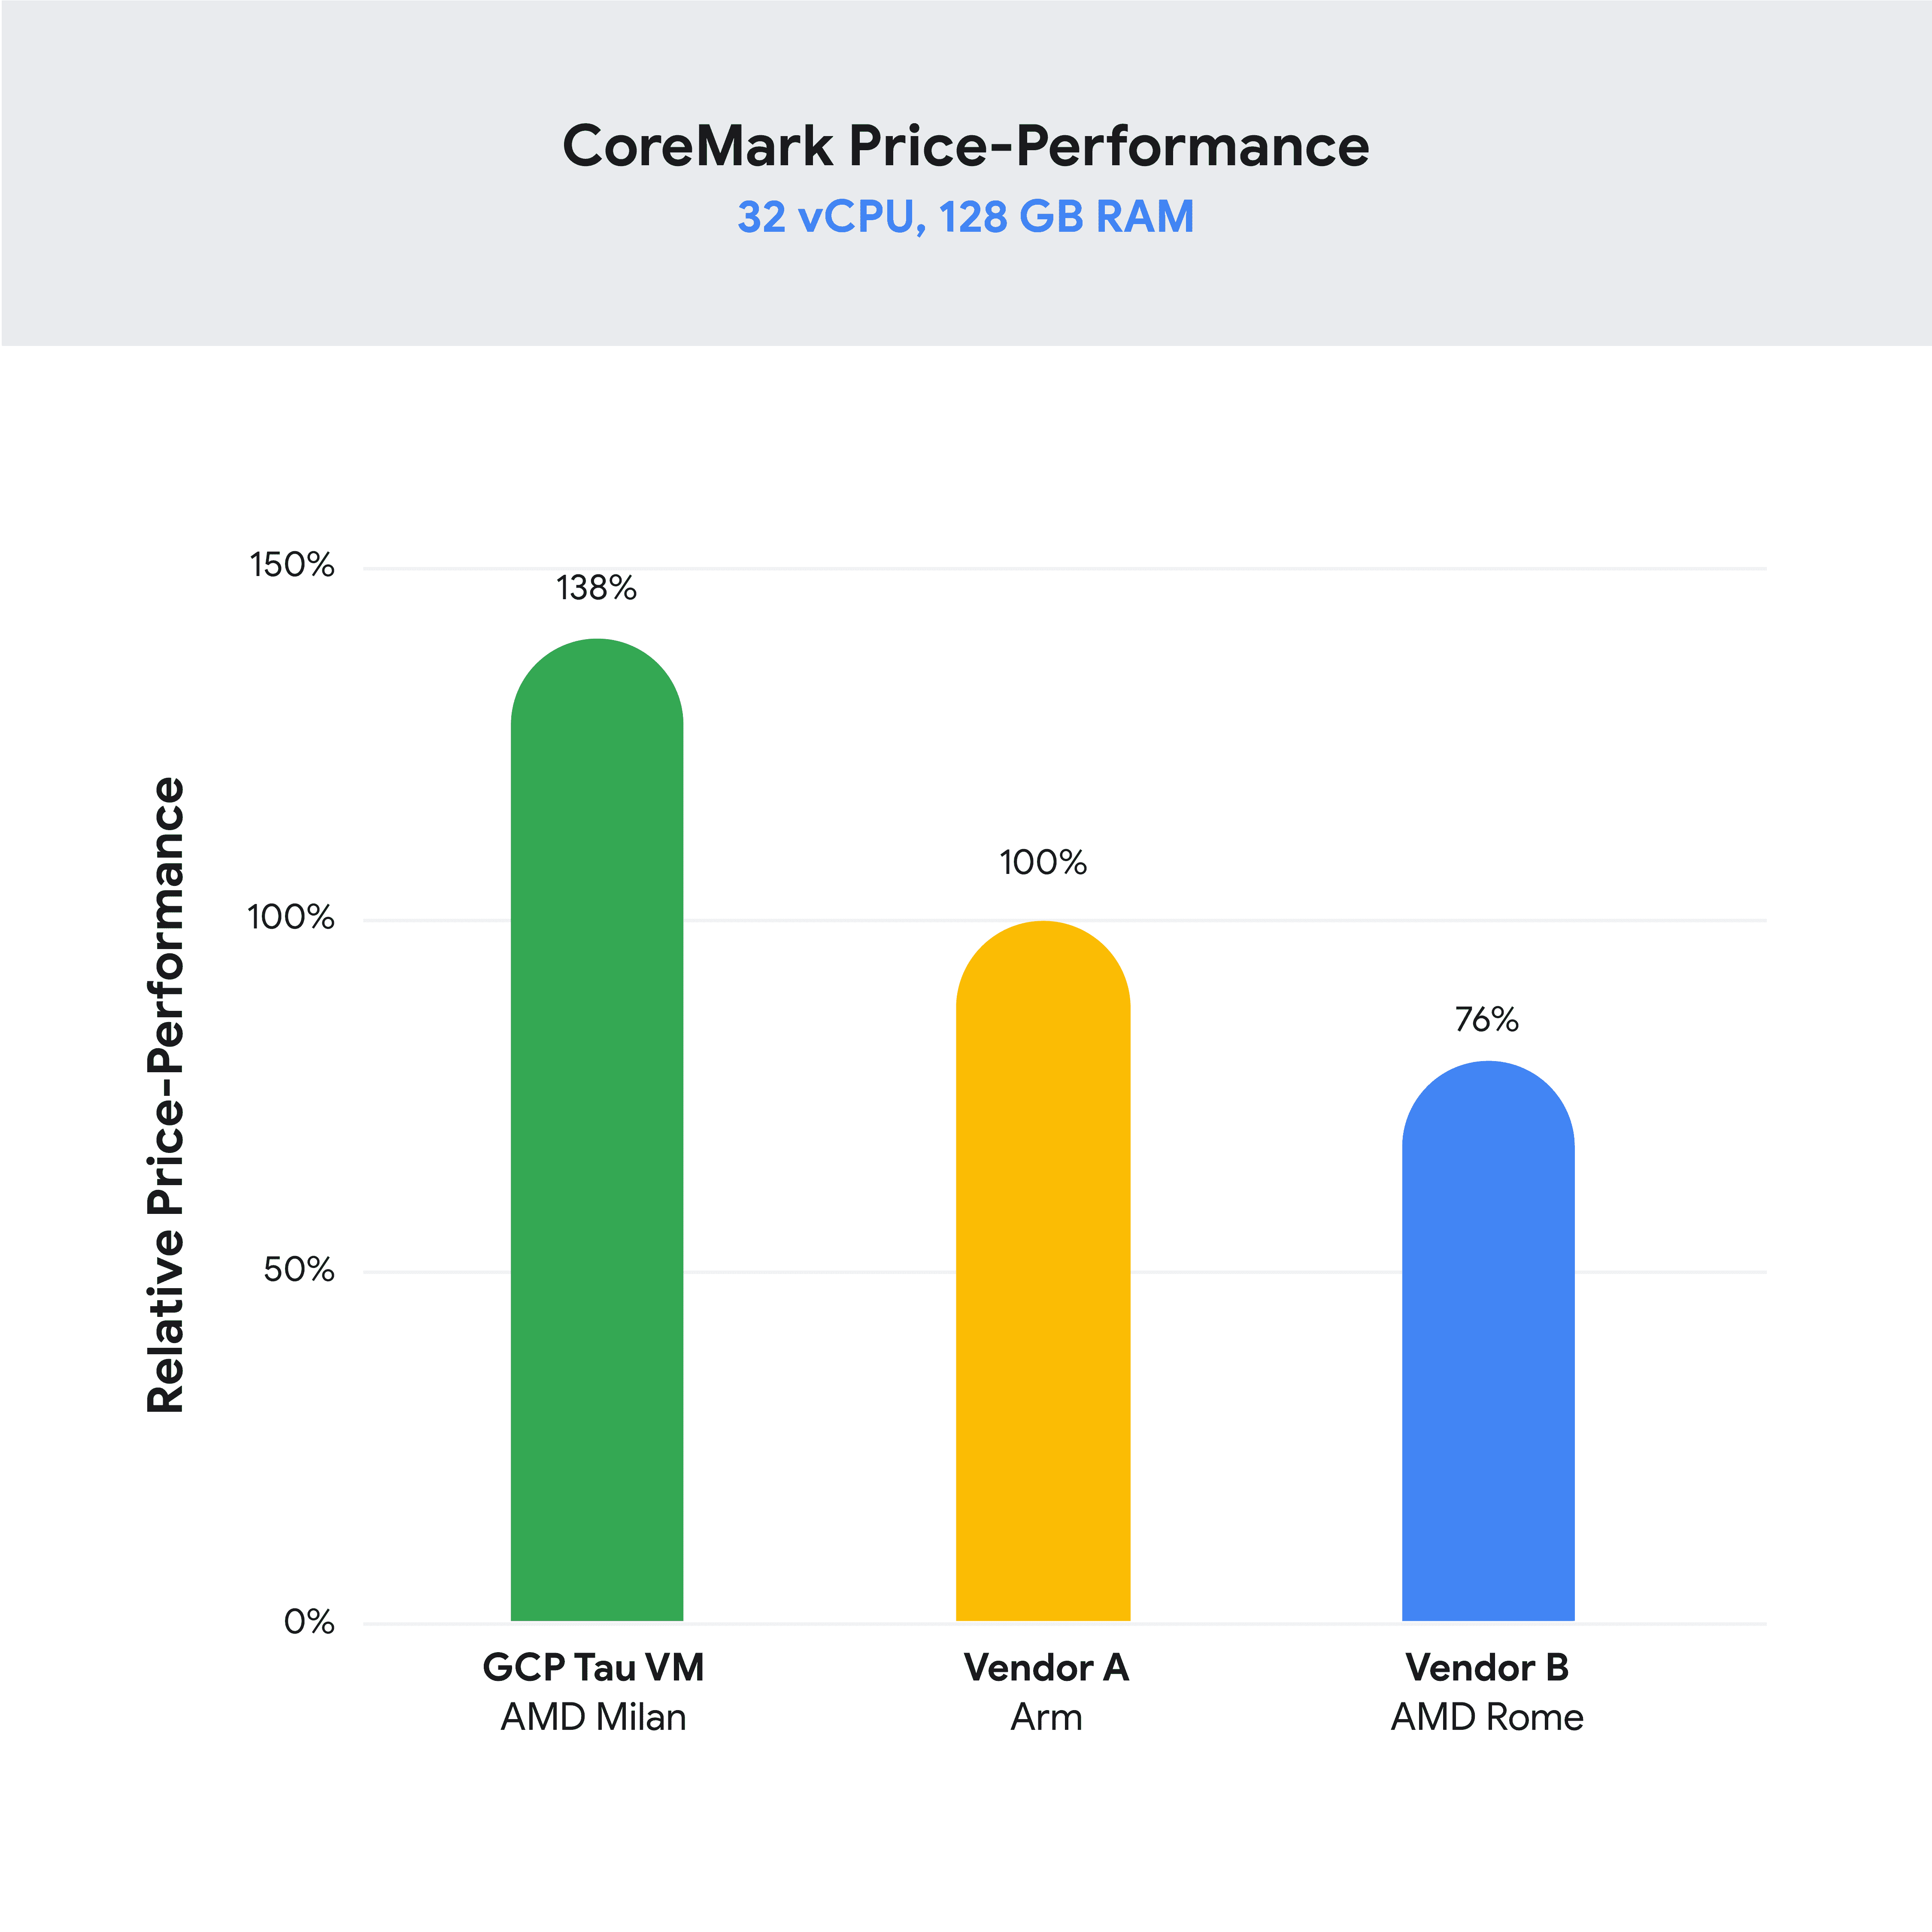 CoreMark Price-Performance
32 vCPU, 128 GB RAM
150%
138%
100%
100%
76%
50%
0%
Relative Price-Performance
GCP Tau VM
AMD Milan
Vendor A
Arm
Vendor B
AMD Rome